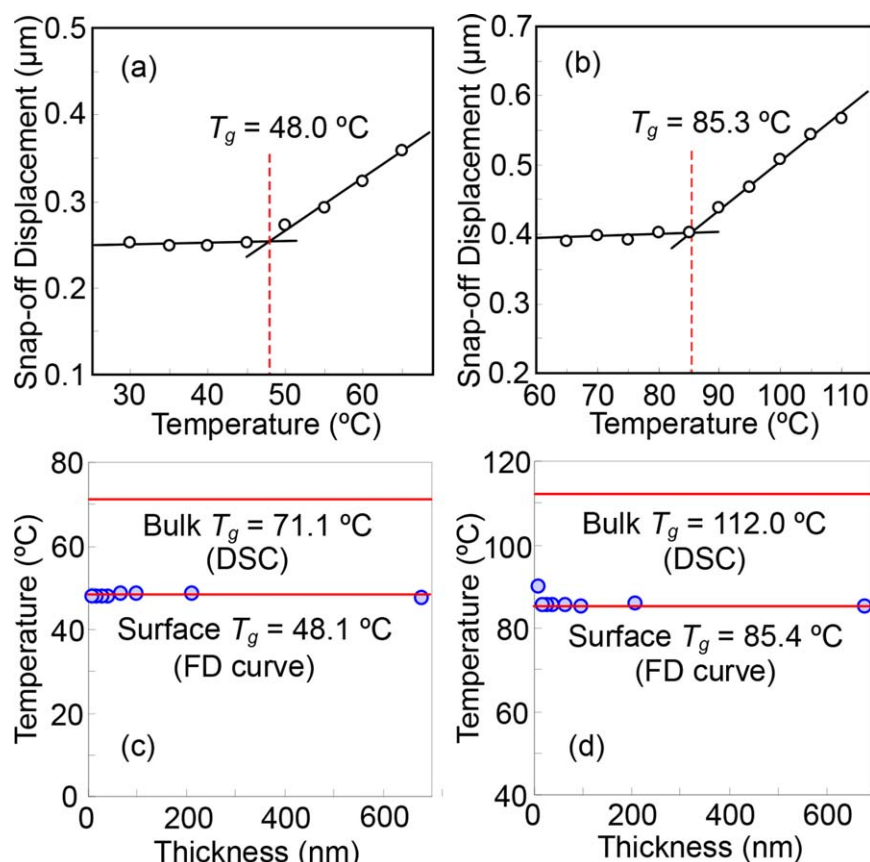 (a)
Tg = 48.0 ºC
Snap-off Displacement (µm)
0.5
0.4
0.3
0.2
0.1
30 40 50 60
Temperature (ºC)
(b)
Tg = 85.3 ºC
Snap-off Displacement (µm)
0.7
0.6
0.5
0.4
0.3
0.2
60 70 80 90 100 110
Temperature (ºC)
Temperature (ºC)
80
60
40
20
0
Bulk Tg = 71.1 ºC
(DSC)
Surface Tg = 48.1 ºC
(FD curve)
(c)
0 200 400 600
Thickness (nm)
Temperature (ºC)
120
100
80
60
40
Bulk Tg = 112.0 ºC
(DSC)
Surface Tg = 85.4 ºC
(FD curve)
(d)
0 200 400 600
Thickness (nm)